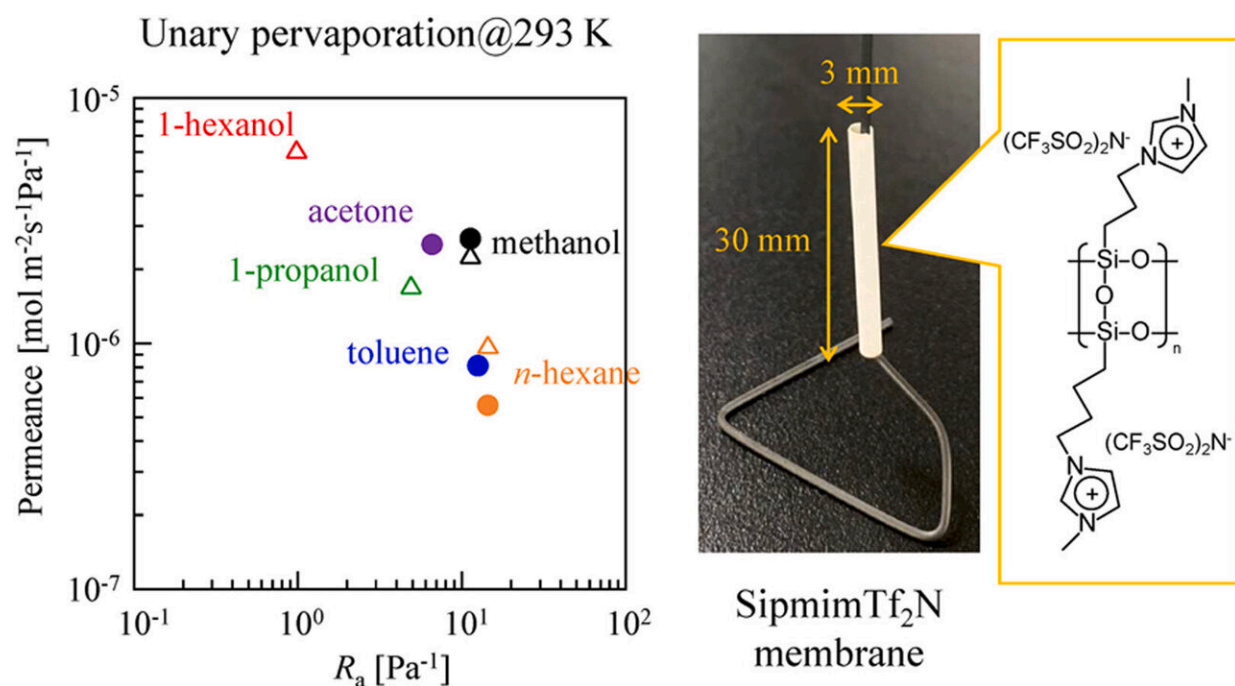 Unary pervaporation@293 K
10⁻⁵
10⁻⁶
10⁻⁷
Permeance [mol m⁻²s⁻¹Pa⁻¹]
1-hexanol
acetone
methanol
1-propanol
toluene
n-hexane
10⁻¹
10⁰
10¹
10²
Rₐ [Pa⁻¹]
3 mm
30 mm
SipmimTf₂N
membrane
(CF₃SO₂)₂N⁻
N
N
+
Si-O
O
Si-O
n
(CF₃SO₂)₂N⁻
N
+
N